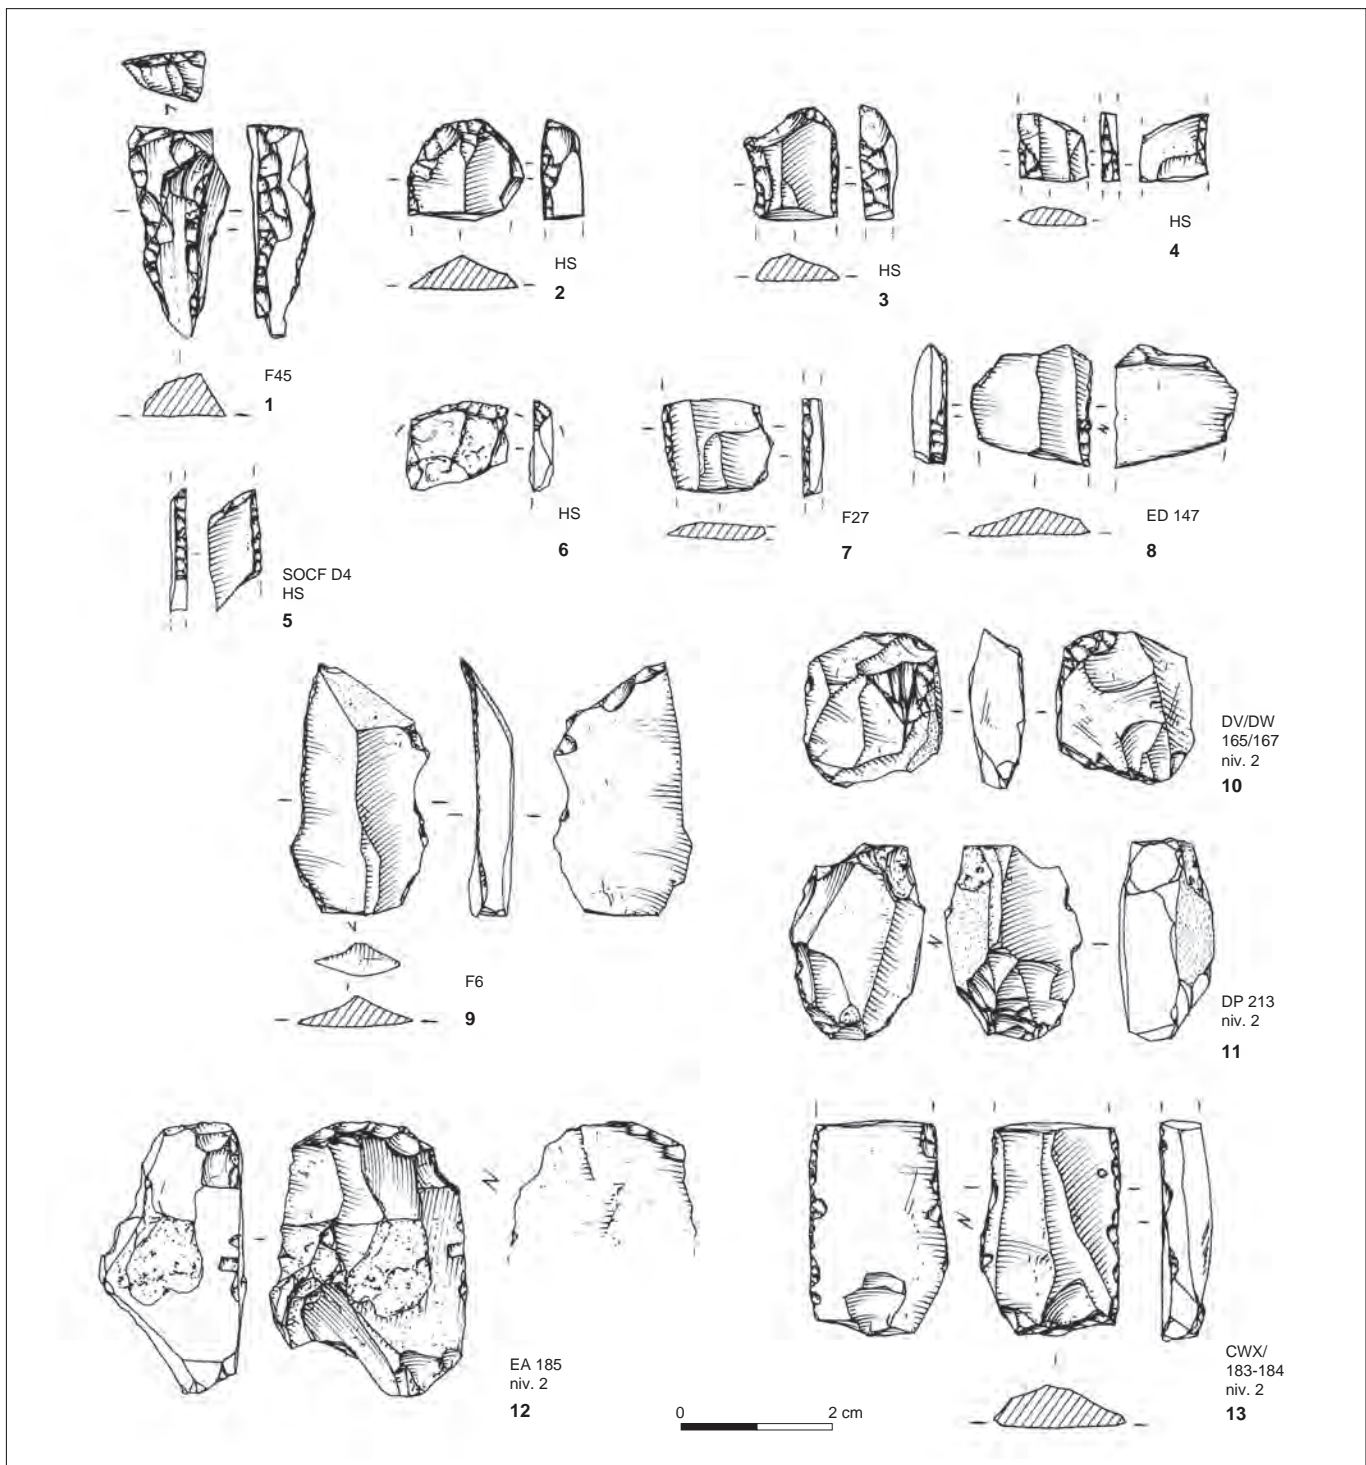 F45
1
HS
2
HS
3
HS
4
SOCF D4
HS
5
HS
6
F27
7
ED 147
8
F6
9
DV/DW
165/167
niv. 2
10
DP 213
niv. 2
11
EA 185
niv. 2
12
0 2 cm
CWX/
183-184
niv. 2
13